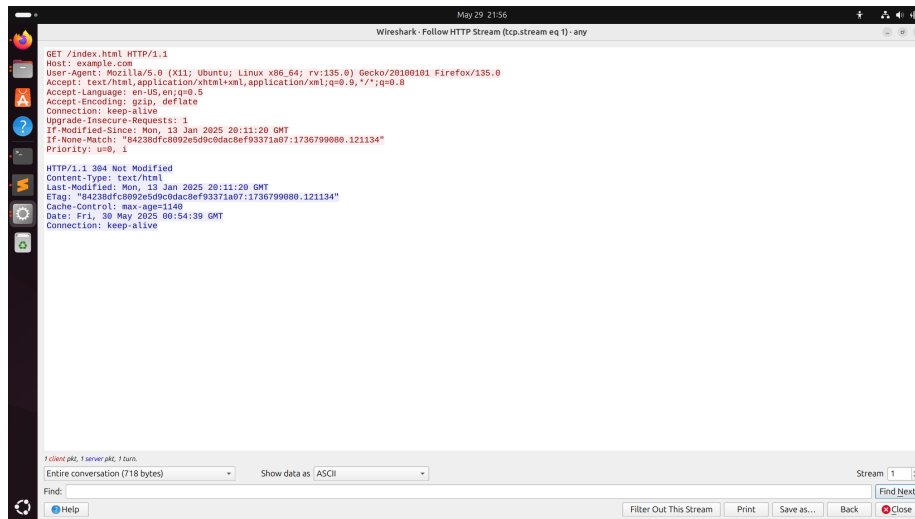 May 29 21:56
Wireshark · Follow HTTP Stream (tcp.stream eq 1) · any
GET /index.html HTTP/1.1
Host: example.com
User-Agent: Mozilla/5.0 (X11; Ubuntu; Linux x86_64; rv:135.0) Gecko/20100101 Firefox/135.0
Accept: text/html,application/xhtml+xml,application/xml;q=0.9,*/*;q=0.8
Accept-Language: en-US,en;q=0.5
Accept-Encoding: gzip, deflate
Connection: keep-alive
Upgrade-Insecure-Requests: 1
If-Modified-Since: Mon, 13 Jan 2025 20:11:20 GMT
If-None-Match: "84238dfc8092e5d9c0dac8ef93371a07:1736799080.121134"
Priority: u=0, i
HTTP/1.1 304 Not Modified
Content-Type: text/html
Last-Modified: Mon, 13 Jan 2025 20:11:20 GMT
ETag: "84238dfc8092e5d9c0dac8ef93371a07:1736799080.121134"
Cache-Control: max-age=1140
Date: Fri, 30 May 2025 00:54:39 GMT
Connection: keep-alive
1 client pkt, 1 server pkt, 1 turn.
Entire conversation (718 bytes) Show data as ASCII Stream 1
Find: Find Next
Help Filter Out This Stream Print Save as... Back Close